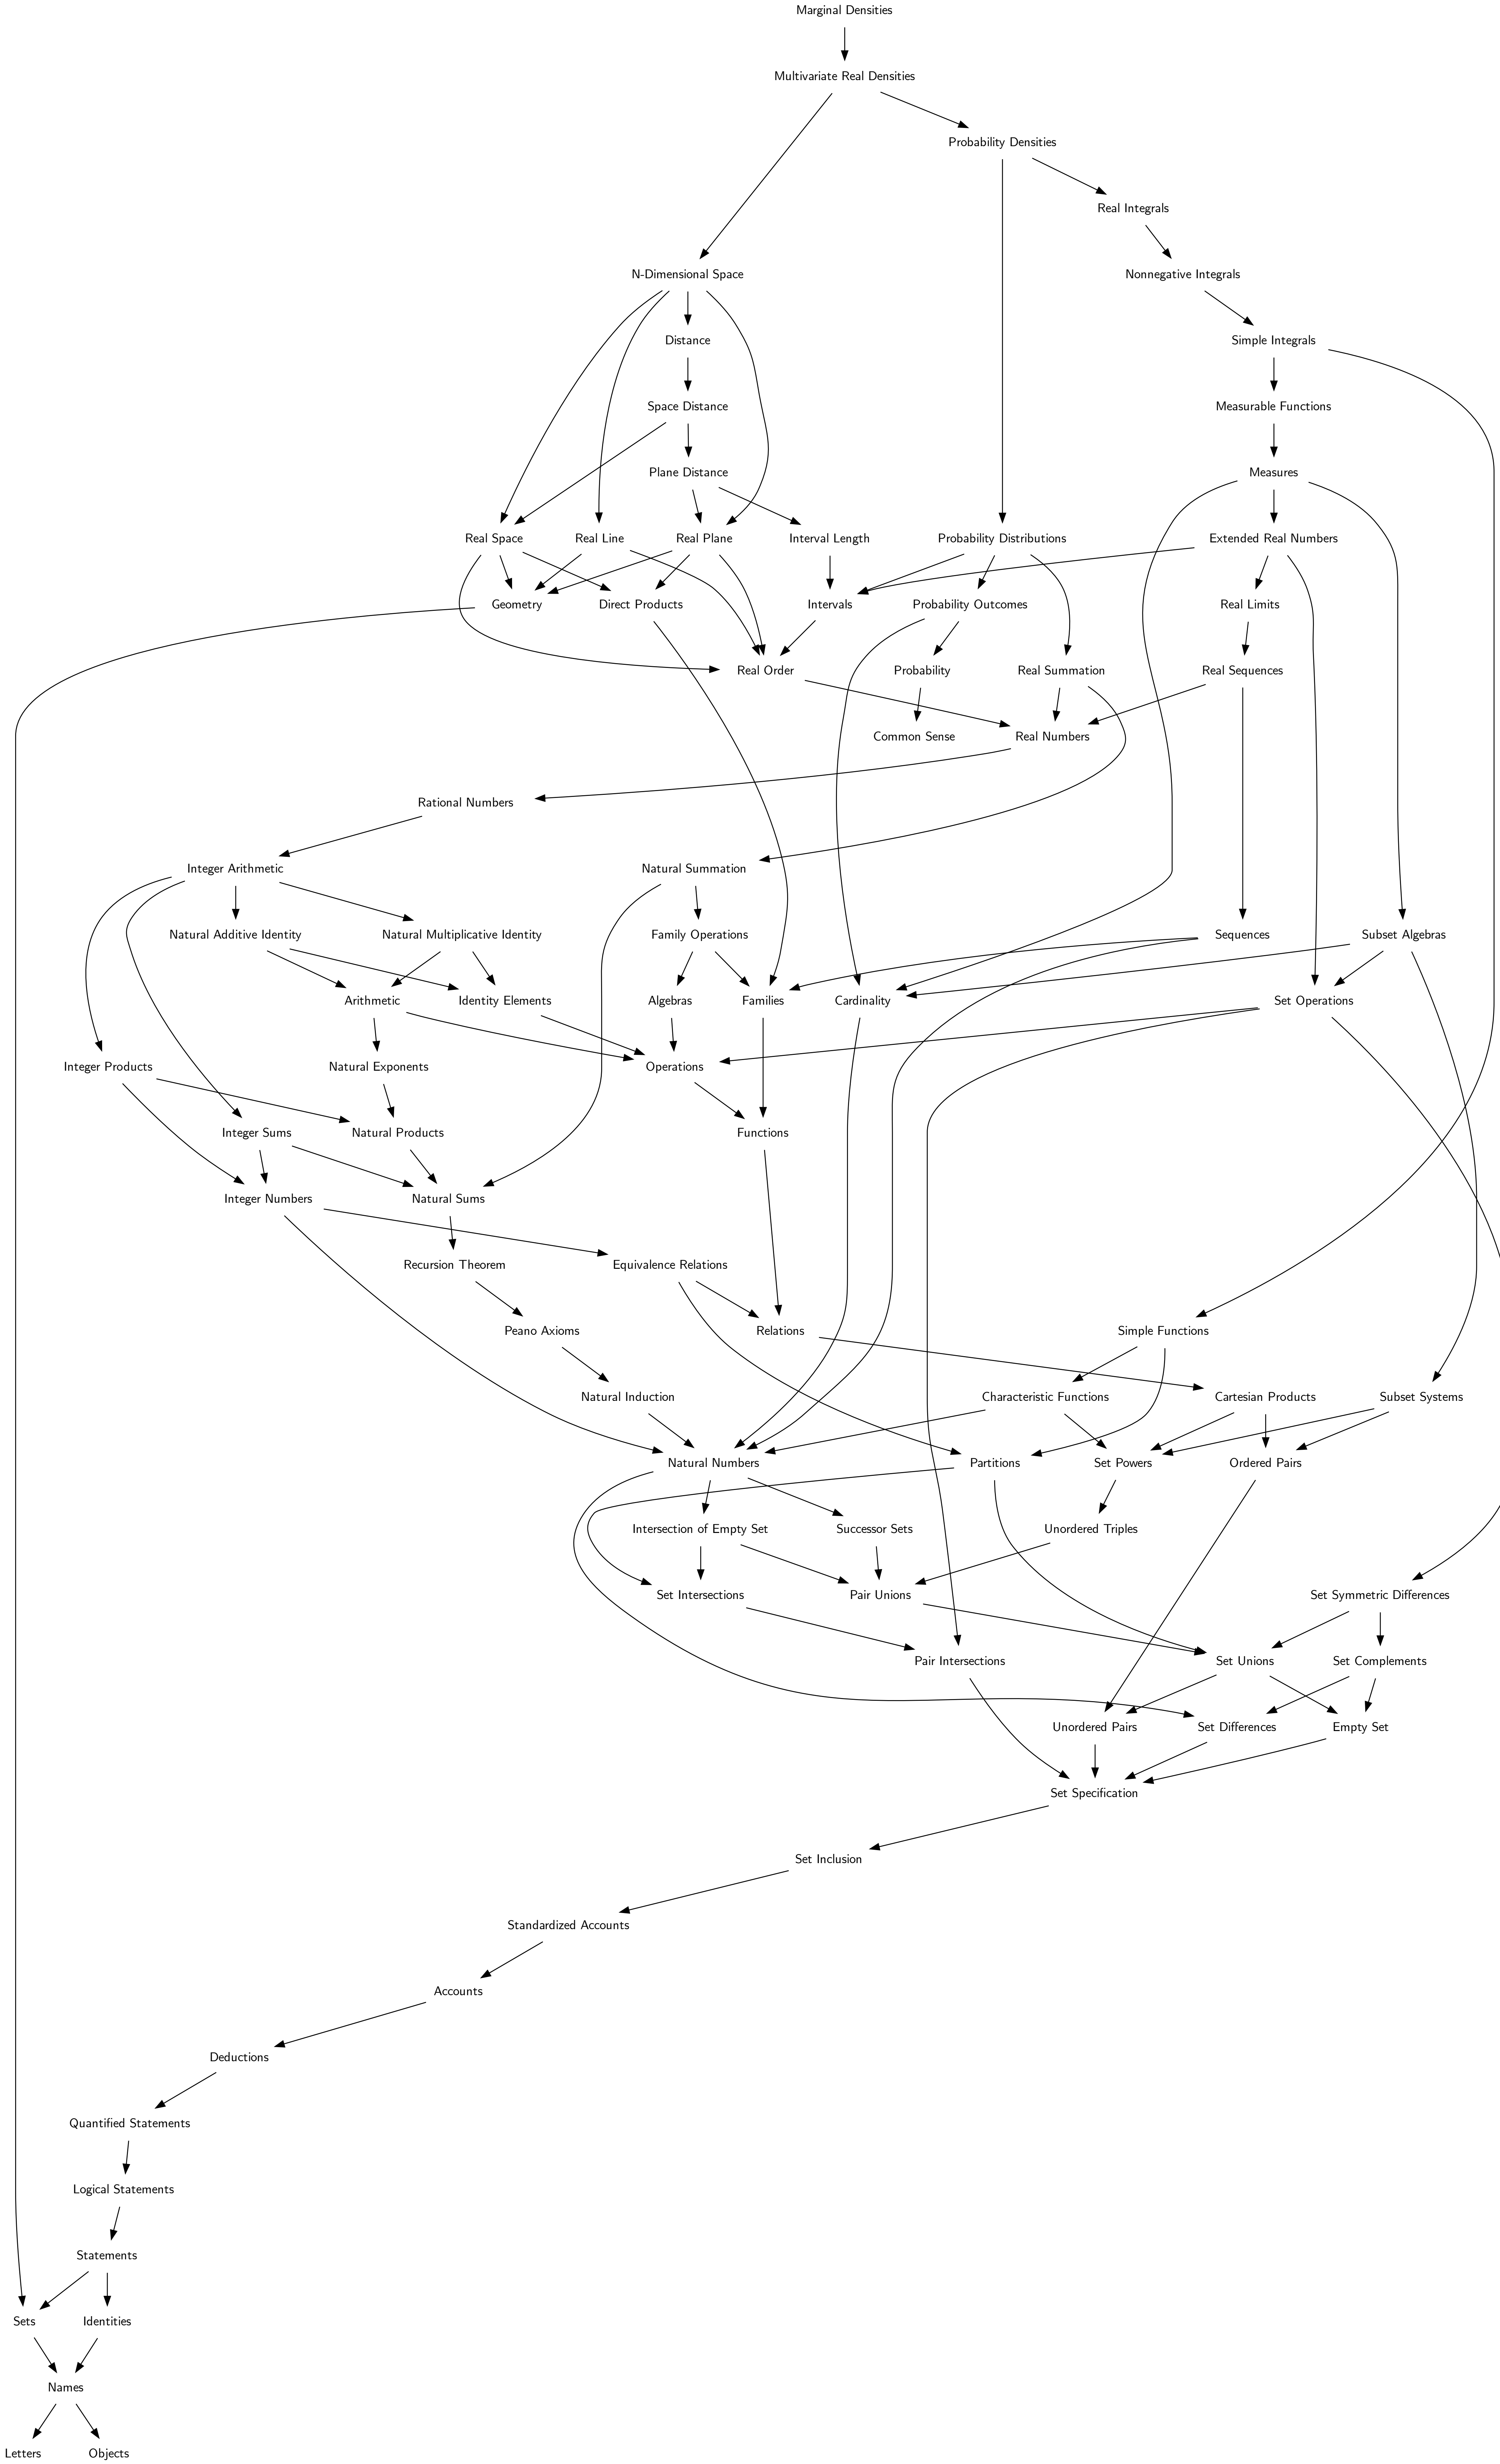 Marginal Densities
Multivariate Real Densities
Probability Densities
Real Integrals
N-Dimensional Space
Nonnegative Integrals
Distance
Simple Integrals
Space Distance
Measurable Functions
Plane Distance
Measures
Real Space
Real Line
Real Plane
Interval Length
Probability Distributions
Extended Real Numbers
Geometry
Direct Products
Intervals
Probability Outcomes
Real Limits
Real Order
Probability
Real Summation
Real Sequences
Common Sense
Real Numbers
Rational Numbers
Integer Arithmetic
Natural Summation
Natural Additive Identity
Natural Multiplicative Identity
Family Operations
Sequences
Subset Algebras
Arithmetic
Identity Elements
Algebras
Families
Cardinality
Set Operations
Integer Products
Natural Exponents
Operations
Integer Sums
Natural Products
Functions
Integer Numbers
Natural Sums
Recursion Theorem
Equivalence Relations
Peano Axioms
Relations
Simple Functions
Natural Induction
Characteristic Functions
Cartesian Products
Subset Systems
Natural Numbers
Partitions
Set Powers
Ordered Pairs
Intersection of Empty Set
Successor Sets
Unordered Triples
Set Intersections
Pair Unions
Set Symmetric Differences
Pair Intersections
Set Unions
Set Complements
Unordered Pairs
Set Differences
Empty Set
Set Specification
Set Inclusion
Standardized Accounts
Accounts
Deductions
Quantified Statements
Logical Statements
Statements
Sets
Identities
Names
Letters
Objects